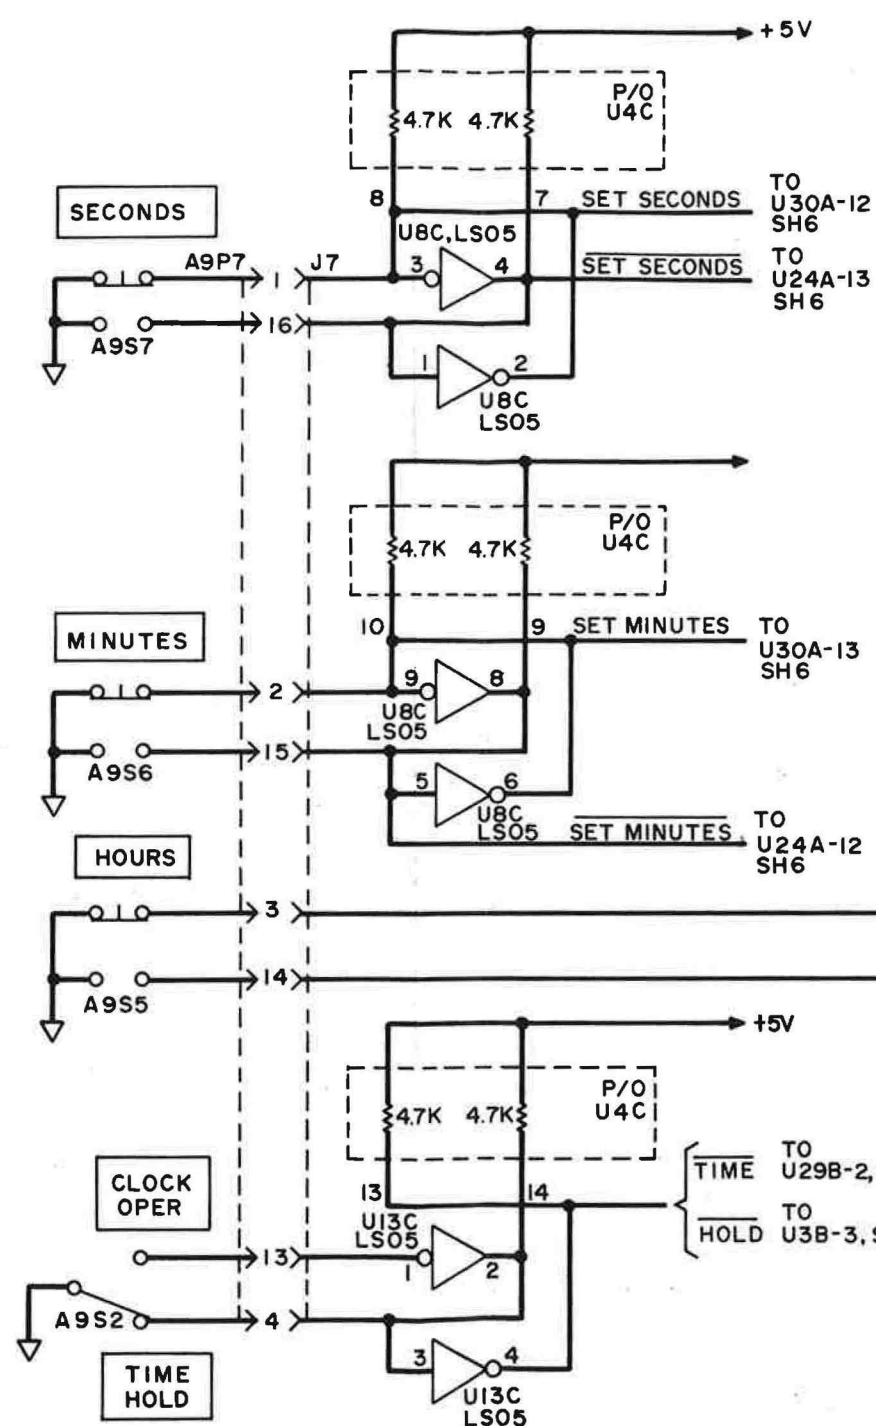 +5V
P/O
U4C
4.7K 4.7K
SECONDS
8
7
SET SECONDS
TO
U30A-12
SH6
U8C, LS05
A9P7
1
J7
3
4
SET SECONDS
TO
U24A-13
SH6
16
A9S7
1
2
U8C
LS05
P/O
U4C
4.7K 4.7K
MINUTES
10
9
SET MINUTES
TO
U30A-13
SH6
2
9
8
U8C
LS05
15
A9S6
5
6
U8C
LS05
SET MINUTES
TO
U24A-12
SH6
HOURS
3
14
A9S5
+5V
P/O
U4C
4.7K 4.7K
CLOCK
OPER
13
14
TIME
TO
U29B-2,
HOLD
TO
U3B-3, S
U13C
LS05
13
1
2
A9S2
4
3
4
U13C
LS05
TIME
HOLD